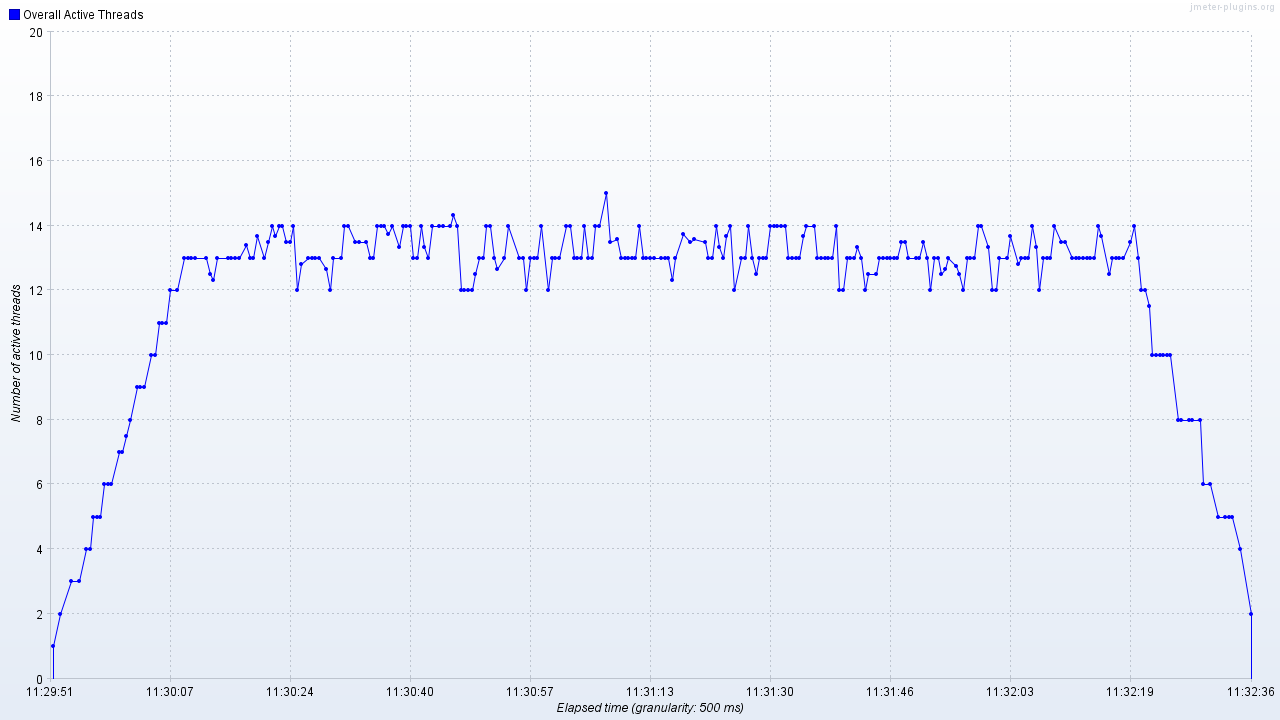 Overall Active Threads
jmeter-plugins.org
20
18
16
14
12
10
8
6
4
2
0
Number of active threads
11:29:51 11:30:07 11:30:24 11:30:40 11:30:57 11:31:13 11:31:30 11:31:46 11:32:03 11:32:19 11:32:36
Elapsed time (granularity: 500 ms)